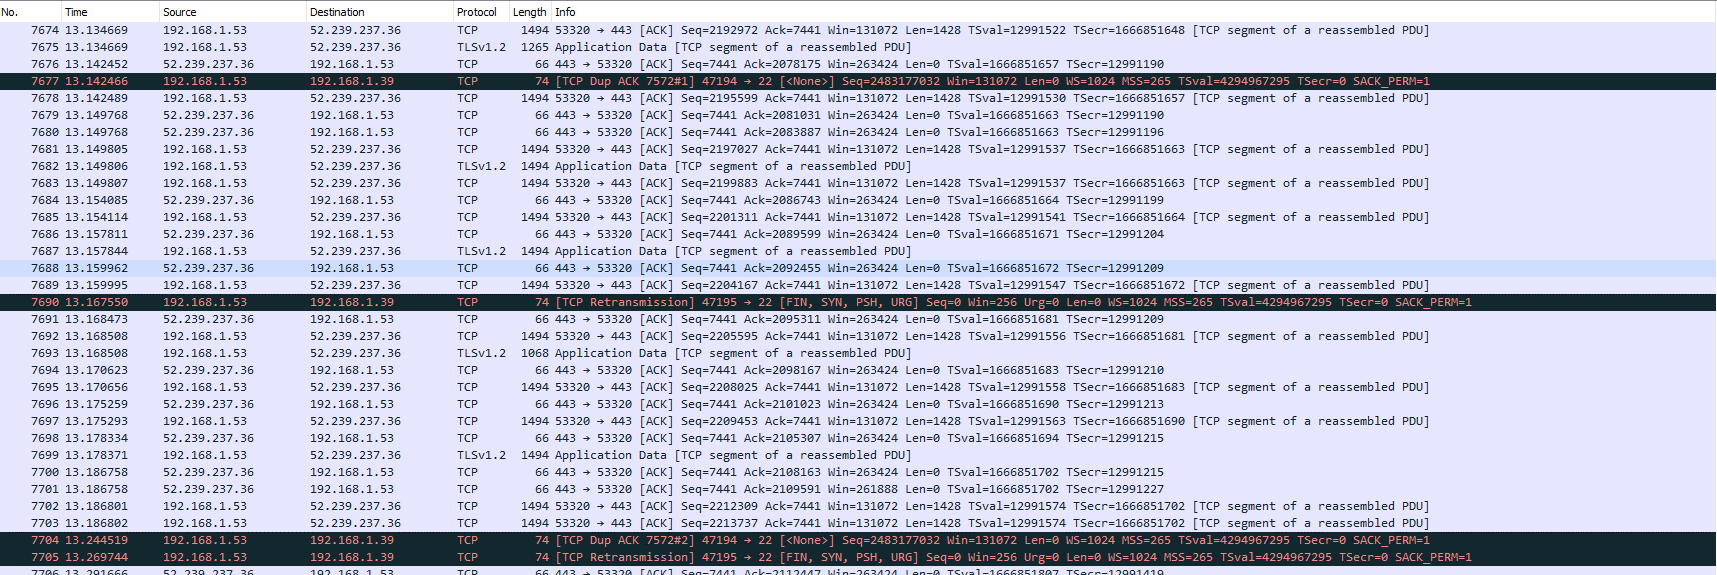 No. Time Source Destination Protocol Length Info
7674 13.134669 192.168.1.53 52.239.237.36 TCP 1494 53320 → 443 [ACK] Seq=2192972 Ack=7441 Win=131072 Len=1428 TSval=12991522 TSecr=1666851648 [TCP segment of a reassembled PDU]
7675 13.134669 192.168.1.53 52.239.237.36 TLSv1.2 1265 Application Data [TCP segment of a reassembled PDU]
7676 13.142452 52.239.237.36 192.168.1.53 TCP 66 443 → 53320 [ACK] Seq=7441 Ack=2078175 Win=263424 Len=0 TSval=1666851657 TSecr=12991190
7677 13.142466 192.168.1.53 192.168.1.39 TCP 74 [TCP Dup ACK 7572#1] 47194 → 22 [<None>] Seq=2483177032 Win=131072 Len=0 WS=1024 MSS=265 TSval=4294967295 TSecr=0 SACK_PERM=1
7678 13.142489 192.168.1.53 52.239.237.36 TCP 1494 53320 → 443 [ACK] Seq=2195599 Ack=7441 Win=131072 Len=1428 TSval=12991530 TSecr=1666851657 [TCP segment of a reassembled PDU]
7679 13.149768 52.239.237.36 192.168.1.53 TCP 66 443 → 53320 [ACK] Seq=7441 Ack=2081031 Win=263424 Len=0 TSval=1666851663 TSecr=12991190
7680 13.149768 52.239.237.36 192.168.1.53 TCP 66 443 → 53320 [ACK] Seq=7441 Ack=2083887 Win=263424 Len=0 TSval=1666851663 TSecr=12991196
7681 13.149805 192.168.1.53 52.239.237.36 TCP 1494 53320 → 443 [ACK] Seq=2197027 Ack=7441 Win=131072 Len=1428 TSval=12991537 TSecr=1666851663 [TCP segment of a reassembled PDU]
7682 13.149806 192.168.1.53 52.239.237.36 TLSv1.2 1494 Application Data [TCP segment of a reassembled PDU]
7683 13.149807 192.168.1.53 52.239.237.36 TCP 1494 53320 → 443 [ACK] Seq=2199883 Ack=7441 Win=131072 Len=1428 TSval=12991537 TSecr=1666851663 [TCP segment of a reassembled PDU]
7684 13.154085 52.239.237.36 192.168.1.53 TCP 66 443 → 53320 [ACK] Seq=7441 Ack=2086743 Win=263424 Len=0 TSval=1666851664 TSecr=12991199
7685 13.154114 192.168.1.53 52.239.237.36 TCP 1494 53320 → 443 [ACK] Seq=2201311 Ack=7441 Win=131072 Len=1428 TSval=12991541 TSecr=1666851664 [TCP segment of a reassembled PDU]
7686 13.157811 52.239.237.36 192.168.1.53 TCP 66 443 → 53320 [ACK] Seq=7441 Ack=2089599 Win=263424 Len=0 TSval=1666851671 TSecr=12991204
7687 13.157844 192.168.1.53 52.239.237.36 TLSv1.2 1494 Application Data [TCP segment of a reassembled PDU]
7688 13.159962 52.239.237.36 192.168.1.53 TCP 66 443 → 53320 [ACK] Seq=7441 Ack=2092455 Win=263424 Len=0 TSval=1666851672 TSecr=12991209
7689 13.159995 192.168.1.53 52.239.237.36 TCP 1494 53320 → 443 [ACK] Seq=2204167 Ack=7441 Win=131072 Len=1428 TSval=12991547 TSecr=1666851672 [TCP segment of a reassembled PDU]
7690 13.167550 192.168.1.53 192.168.1.39 TCP 74 [TCP Retransmission] 47195 → 22 [FIN, SYN, PSH, URG] Seq=0 Win=256 Urg=0 Len=0 WS=1024 MSS=265 TSval=4294967295 TSecr=0 SACK_PERM=1
7691 13.168473 52.239.237.36 192.168.1.53 TCP 66 443 → 53320 [ACK] Seq=7441 Ack=2095311 Win=263424 Len=0 TSval=1666851681 TSecr=12991209
7692 13.168508 192.168.1.53 52.239.237.36 TCP 1494 53320 → 443 [ACK] Seq=2205595 Ack=7441 Win=131072 Len=1428 TSval=12991556 TSecr=1666851681 [TCP segment of a reassembled PDU]
7693 13.168508 192.168.1.53 52.239.237.36 TLSv1.2 1068 Application Data [TCP segment of a reassembled PDU]
7694 13.170623 52.239.237.36 192.168.1.53 TCP 66 443 → 53320 [ACK] Seq=7441 Ack=2098167 Win=263424 Len=0 TSval=1666851683 TSecr=12991210
7695 13.170656 192.168.1.53 52.239.237.36 TCP 1494 53320 → 443 [ACK] Seq=2208025 Ack=7441 Win=131072 Len=1428 TSval=12991558 TSecr=1666851683 [TCP segment of a reassembled PDU]
7696 13.175259 52.239.237.36 192.168.1.53 TCP 66 443 → 53320 [ACK] Seq=7441 Ack=2101023 Win=263424 Len=0 TSval=1666851690 TSecr=12991213
7697 13.175293 192.168.1.53 52.239.237.36 TCP 1494 53320 → 443 [ACK] Seq=2209453 Ack=7441 Win=131072 Len=1428 TSval=12991563 TSecr=1666851690 [TCP segment of a reassembled PDU]
7698 13.178334 52.239.237.36 192.168.1.53 TCP 66 443 → 53320 [ACK] Seq=7441 Ack=2105307 Win=263424 Len=0 TSval=1666851694 TSecr=12991215
7699 13.178371 192.168.1.53 52.239.237.36 TLSv1.2 1494 Application Data [TCP segment of a reassembled PDU]
7700 13.186758 52.239.237.36 192.168.1.53 TCP 66 443 → 53320 [ACK] Seq=7441 Ack=2108163 Win=263424 Len=0 TSval=1666851702 TSecr=12991215
7701 13.186758 52.239.237.36 192.168.1.53 TCP 66 443 → 53320 [ACK] Seq=7441 Ack=2109591 Win=261888 Len=0 TSval=1666851702 TSecr=12991227
7702 13.186801 192.168.1.53 52.239.237.36 TCP 1494 53320 → 443 [ACK] Seq=2212309 Ack=7441 Win=131072 Len=1428 TSval=12991574 TSecr=1666851702 [TCP segment of a reassembled PDU]
7703 13.186802 192.168.1.53 52.239.237.36 TCP 1494 53320 → 443 [ACK] Seq=2213737 Ack=7441 Win=131072 Len=1428 TSval=12991574 TSecr=1666851702 [TCP segment of a reassembled PDU]
7704 13.244519 192.168.1.53 192.168.1.39 TCP 74 [TCP Dup ACK 7572#2] 47194 → 22 [<None>] Seq=2483177032 Win=131072 Len=0 WS=1024 MSS=265 TSval=4294967295 TSecr=0 SACK_PERM=1
7705 13.269744 192.168.1.53 192.168.1.39 TCP 74 [TCP Retransmission] 47195 → 22 [FIN, SYN, PSH, URG] Seq=0 Win=256 Urg=0 Len=0 WS=1024 MSS=265 TSval=4294967295 TSecr=0 SACK_PERM=1
7706 13.291666 52.239.237.36 192.168.1.53 TCP 66 443 → 53320 [ACK] Seq=7441 Ack=2112447 Win=263424 Len=0 TSval=1666851807 TSecr=12991419